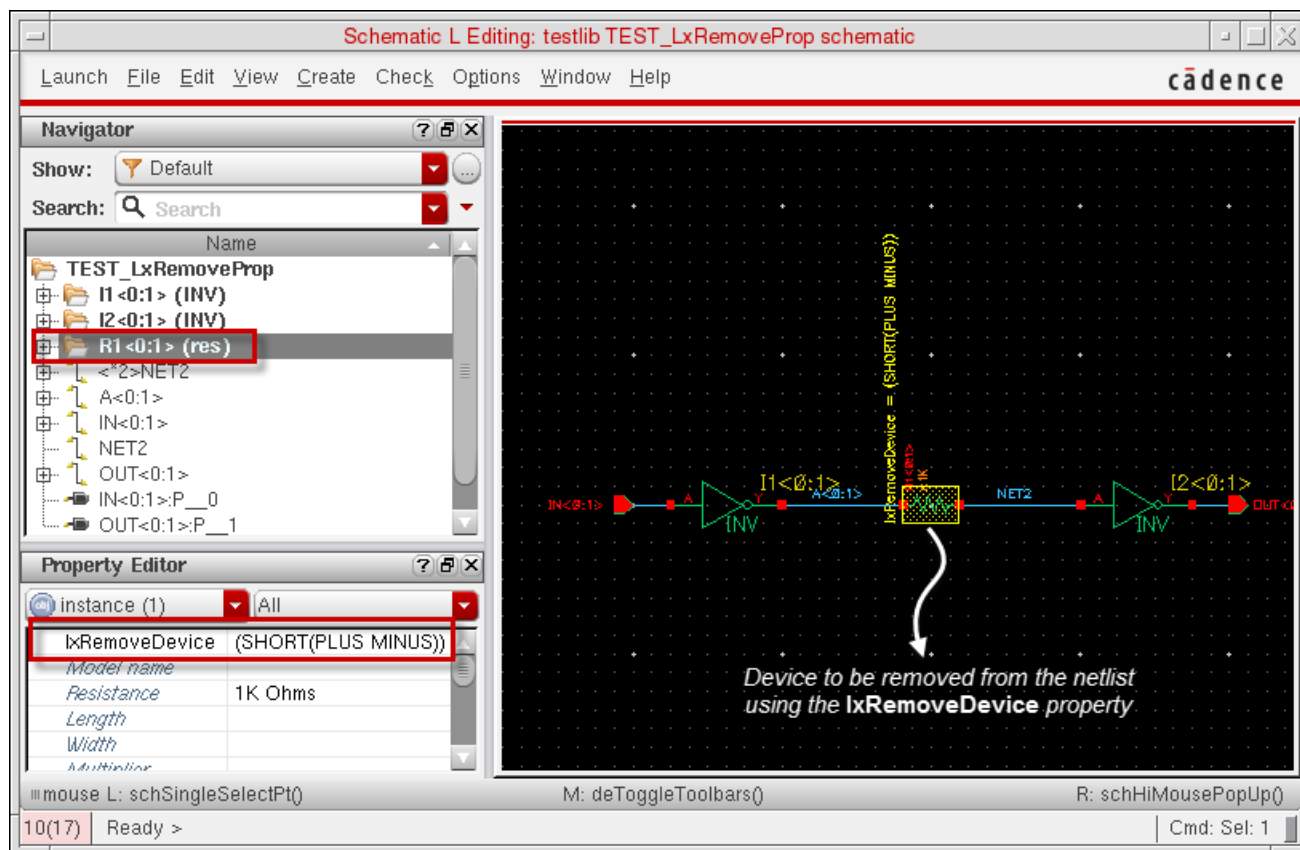 Schematic L Editing: testlib TEST_LxRemoveProp schematic
Launch File Edit View Create Check Options Window Help
cādence
Navigator
Show: Default
Search: Search
Name
TEST_LxRemoveProp
I1<0:1> (INV)
I2<0:1> (INV)
R1<0:1> (res)
<*2>NET2
A<0:1>
IN<0:1>
NET2
OUT<0:1>
IN<0:1>:P__0
OUT<0:1>:P__1
Property Editor
instance (1) All
lxRemoveDevice (SHORT(PLUS MINUS))
Model name
Resistance 1K Ohms
Length
Width
Multiplier
lxRemoveDevice = (SHORT(PLUS MINUS))
R1<0:1>
1K
IN<0:1>
A
I1<0:1>
Y
INV
A<0:1>
NET2
A
I2<0:1>
Y
INV
Device to be removed from the netlist
using the lxRemoveDevice property
mouse L: schSingleSelectPt() M: deToggleToolbars() R: schHiMousePopUp()
10(17) Ready > Cmd: Sel: 1